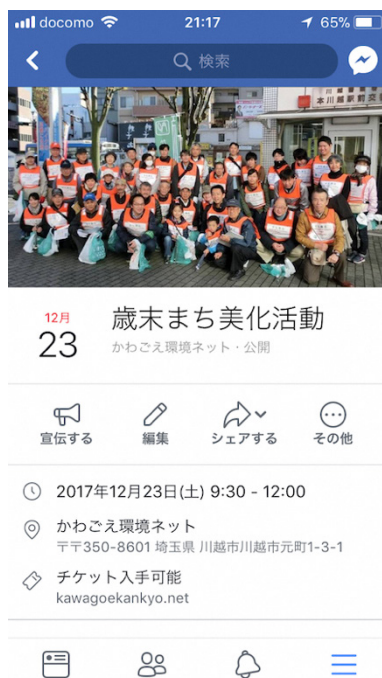 docomo 21:17 65%
検索
本川越駅前交
12月
23
歳末まち美化活動
かわごえ環境ネット・公開
宣伝する 編集 シェアする その他
2017年12月23日(土) 9:30 - 12:00
かわごえ環境ネット
〒〒350-8601 埼玉県 川越市川越市元町1-3-1
チケット入手可能
kawagoekankyo.net